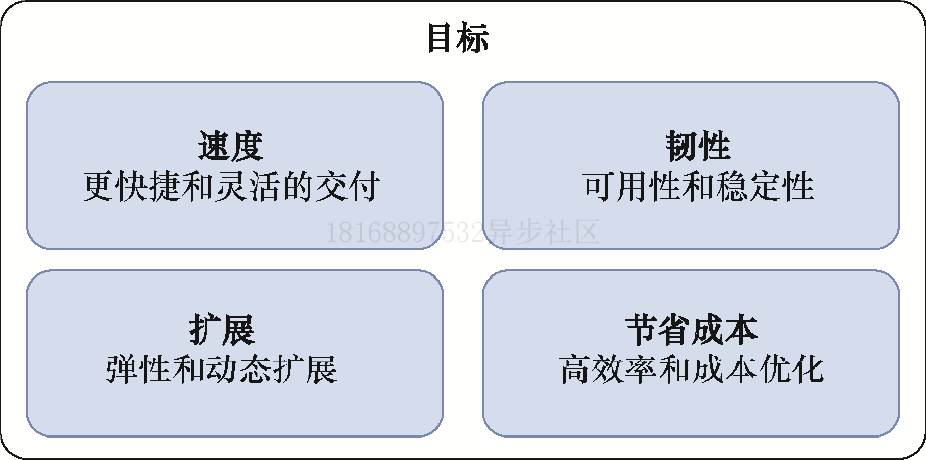 目标
速度
更快捷和灵活的交付
韧性
可用性和稳定性
18168897532异步社区
扩展
弹性和动态扩展
节省成本
高效率和成本优化